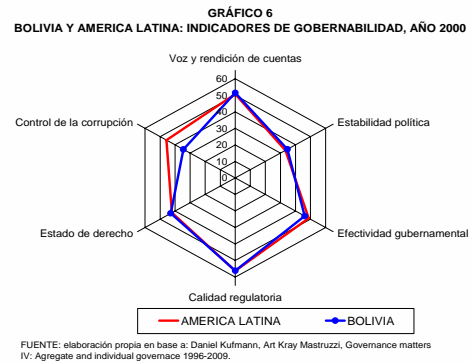 GRÁFICO 6
BOLIVIA Y AMERICA LATINA: INDICADORES DE GOBERNABILIDAD, AÑO 2000
Voz y rendición de cuentas
60
50
40
30
20
10
0
Control de la corrupción
Estabilidad política
Estado de derecho
Efectividad gubernamental
Calidad regulatoria
AMERICA LATINA
BOLIVIA
FUENTE: elaboración propia en base a: Daniel Kufmann, Art Kray Mastruzzi, Governance matters
IV: Agregate and individual governace 1996-2009.